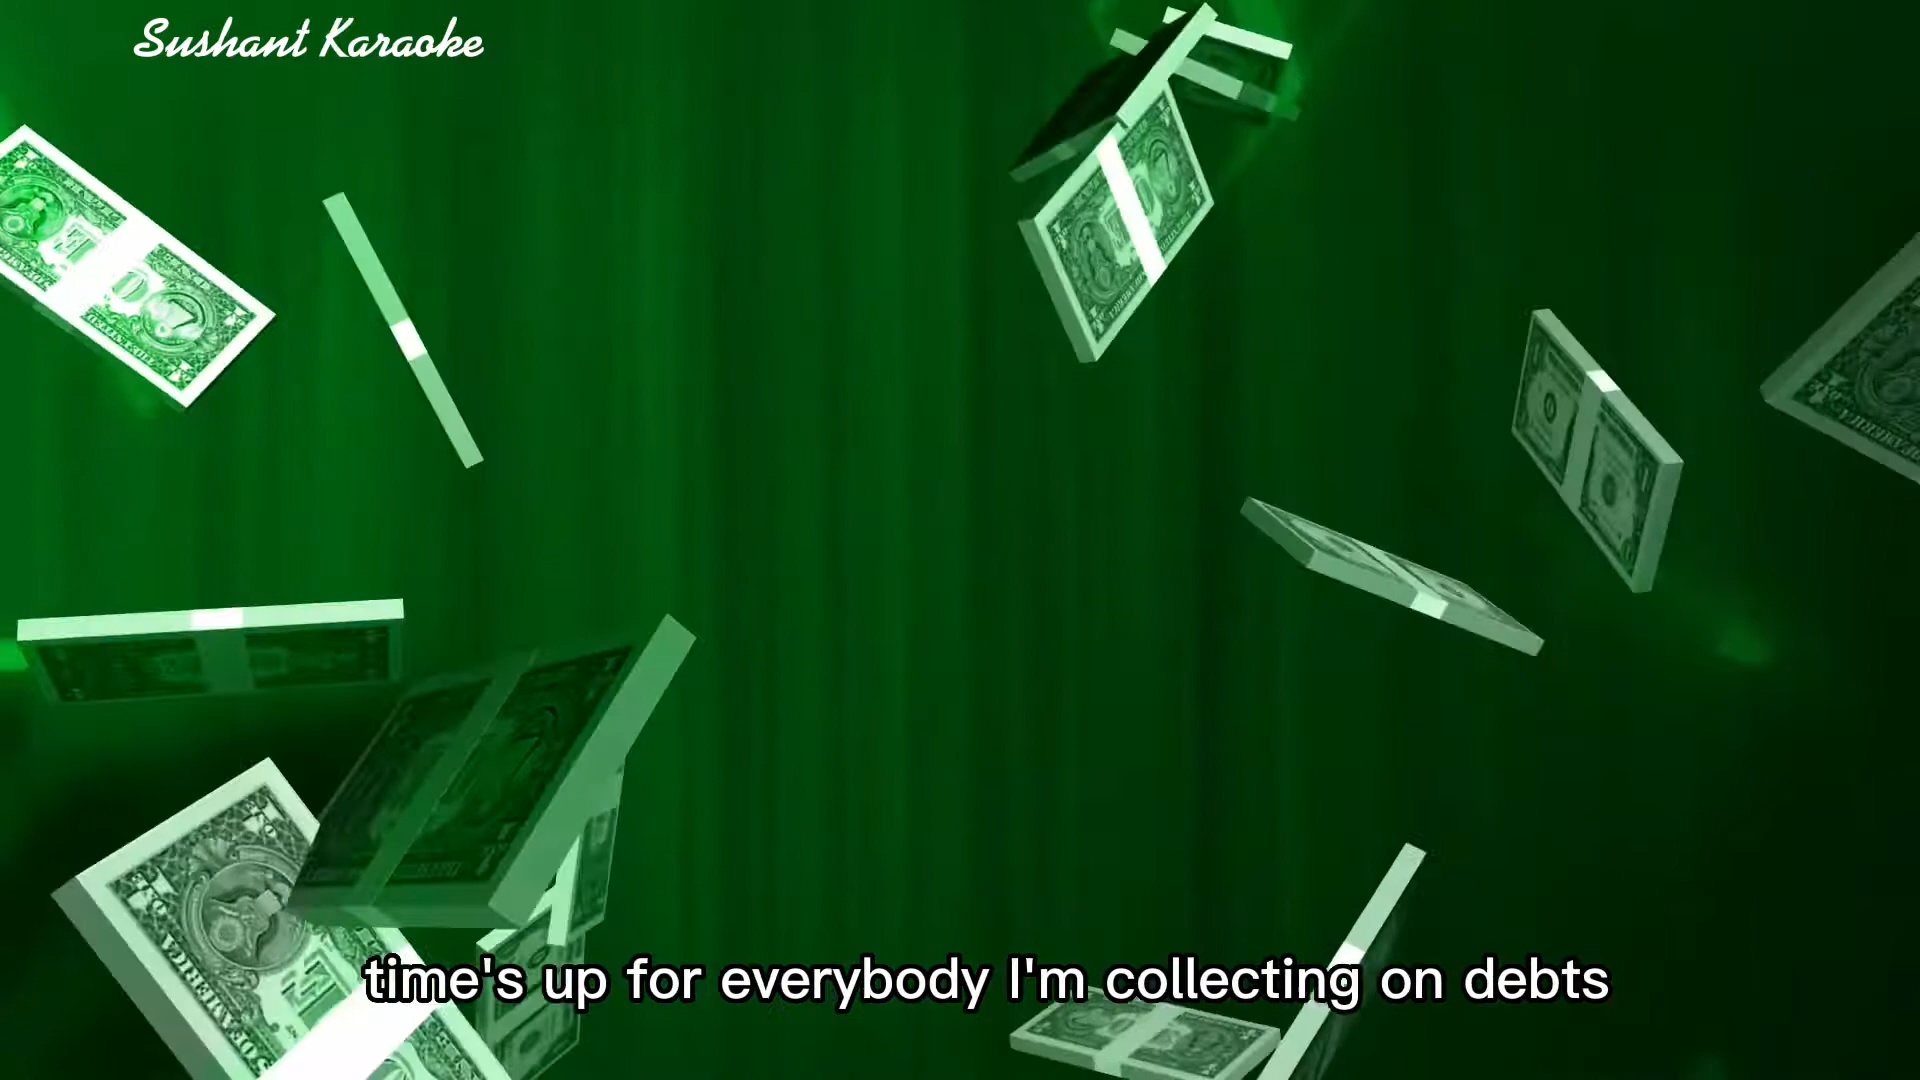 Sushant Karaoke
time's up for everybody I'm collecting on debts